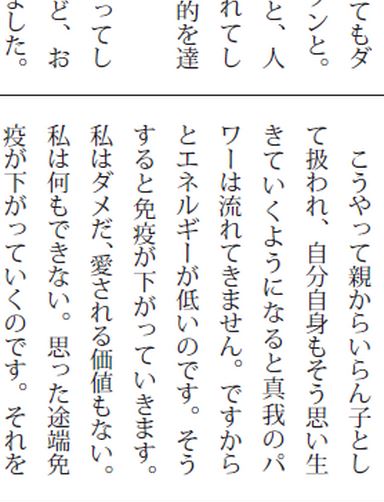 てもダ
ンと。
と、人
れてし
的を達
ってし
ど、お
ました。
こうやって親からいらん子とし
て扱われ、自分自身もそう思い生
きていくようになると真我のパ
ワーは流れてきません。ですから
とエネルギーが低いのです。そう
すると免疫が下がっていきます。
私はダメだ、愛される価値もない。
私は何もできない。思った途端免
疫が下がっていくのです。それを